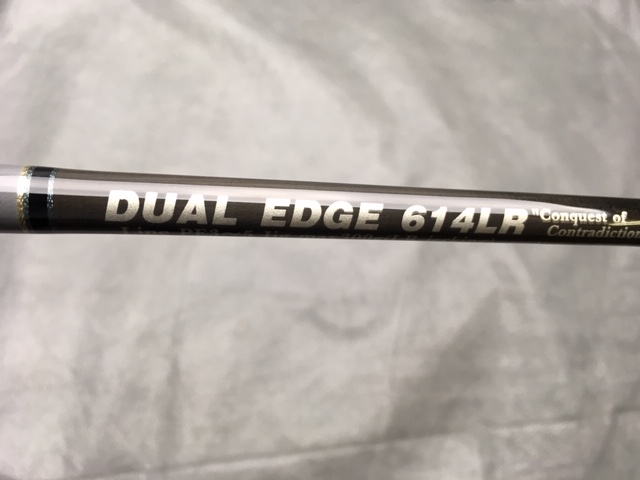 DUAL EDGE 614LR
"Conquest of
Contradiction